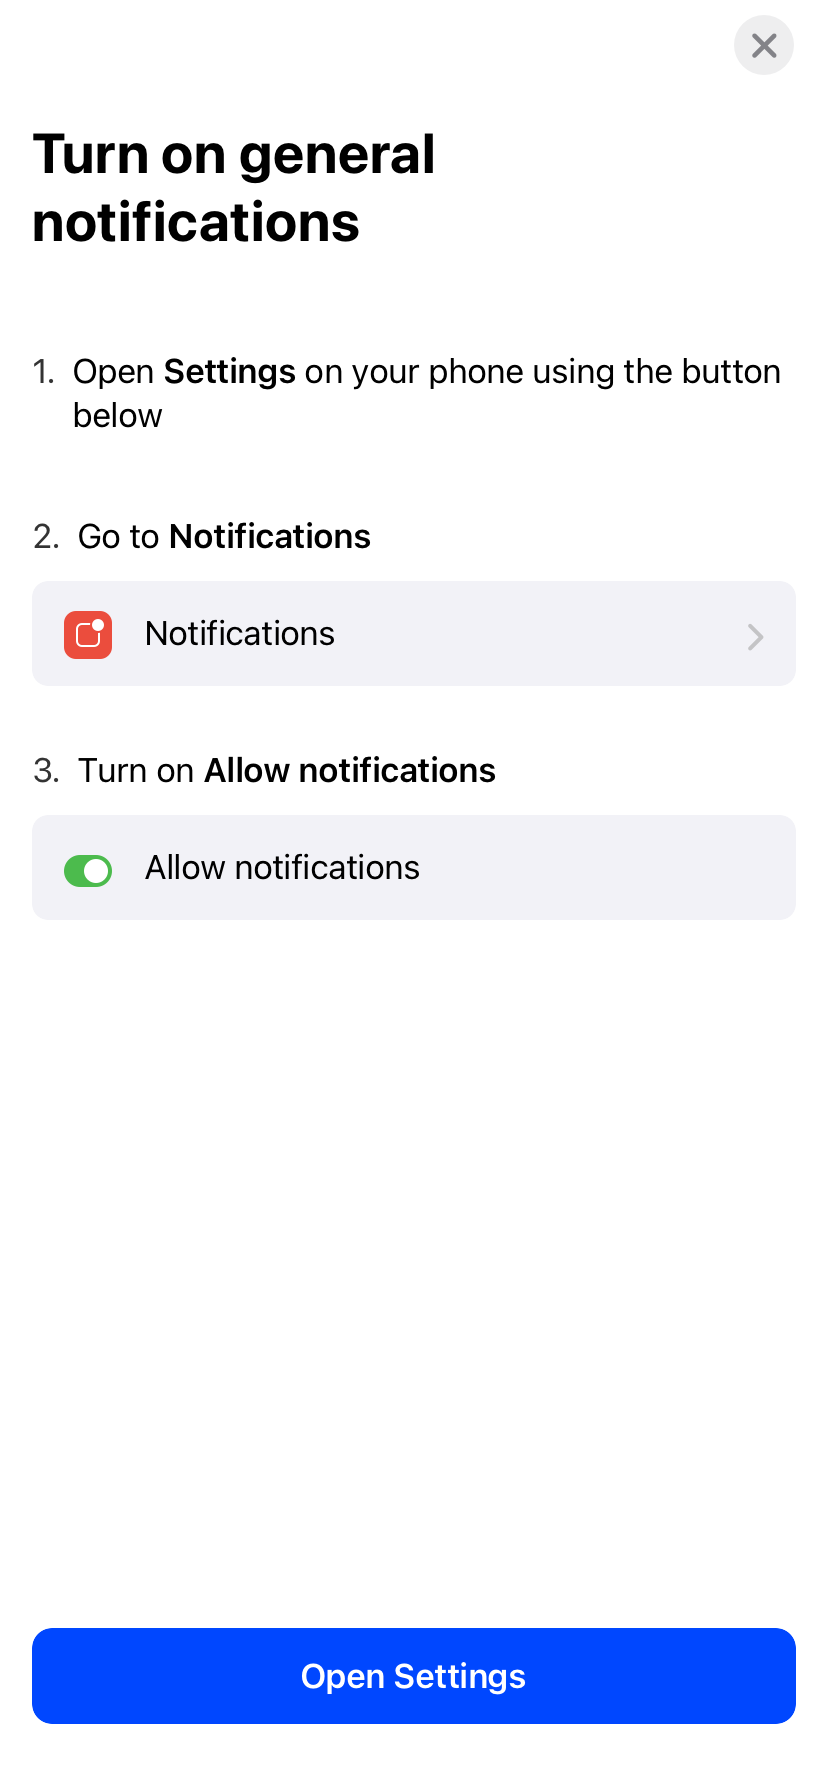 Turn on general
notifications
1. Open Settings on your phone using the button
below
2. Go to Notifications
Notifications
3. Turn on Allow notifications
Allow notifications
Open Settings